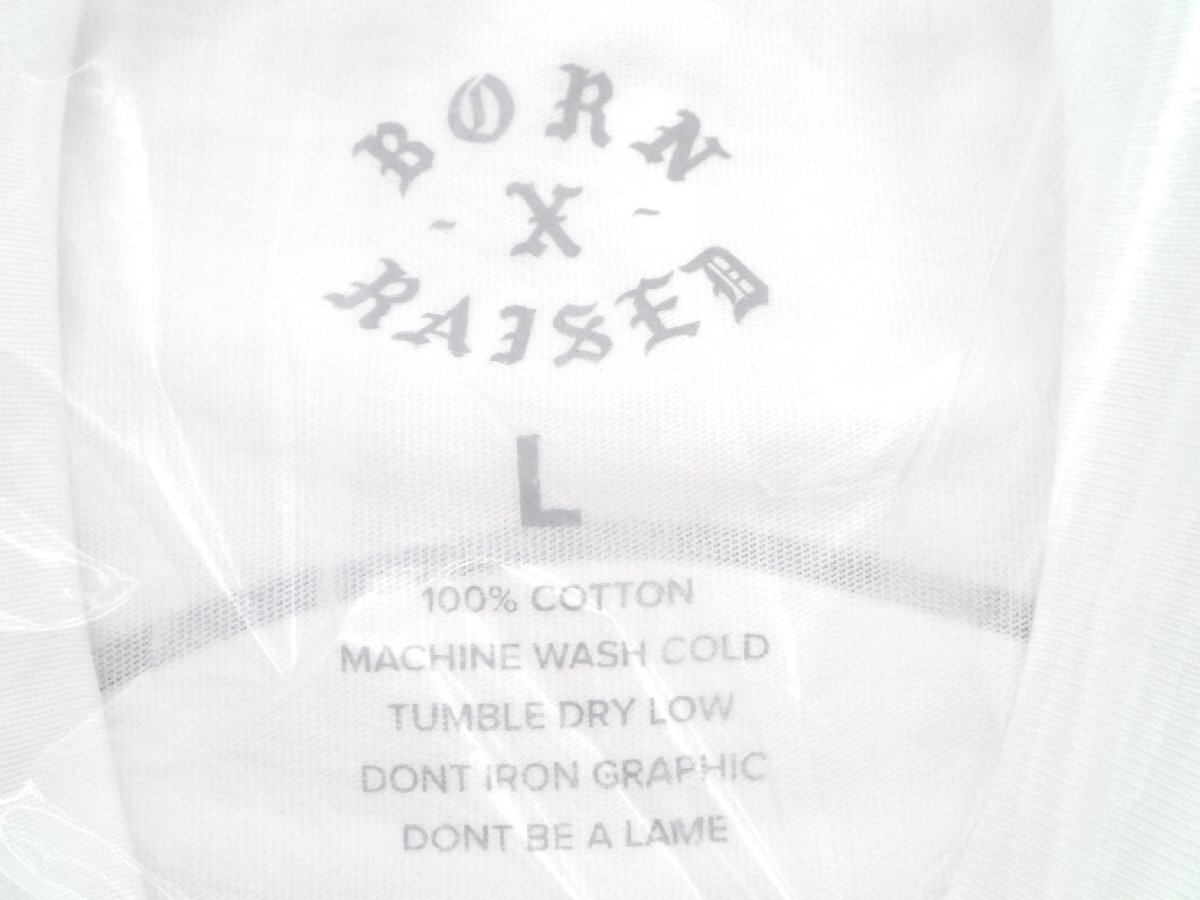 BORN
- X -
RAISED
L
100% COTTON
MACHINE WASH COLD
TUMBLE DRY LOW
DONT IRON GRAPHIC
DONT BE A LAME